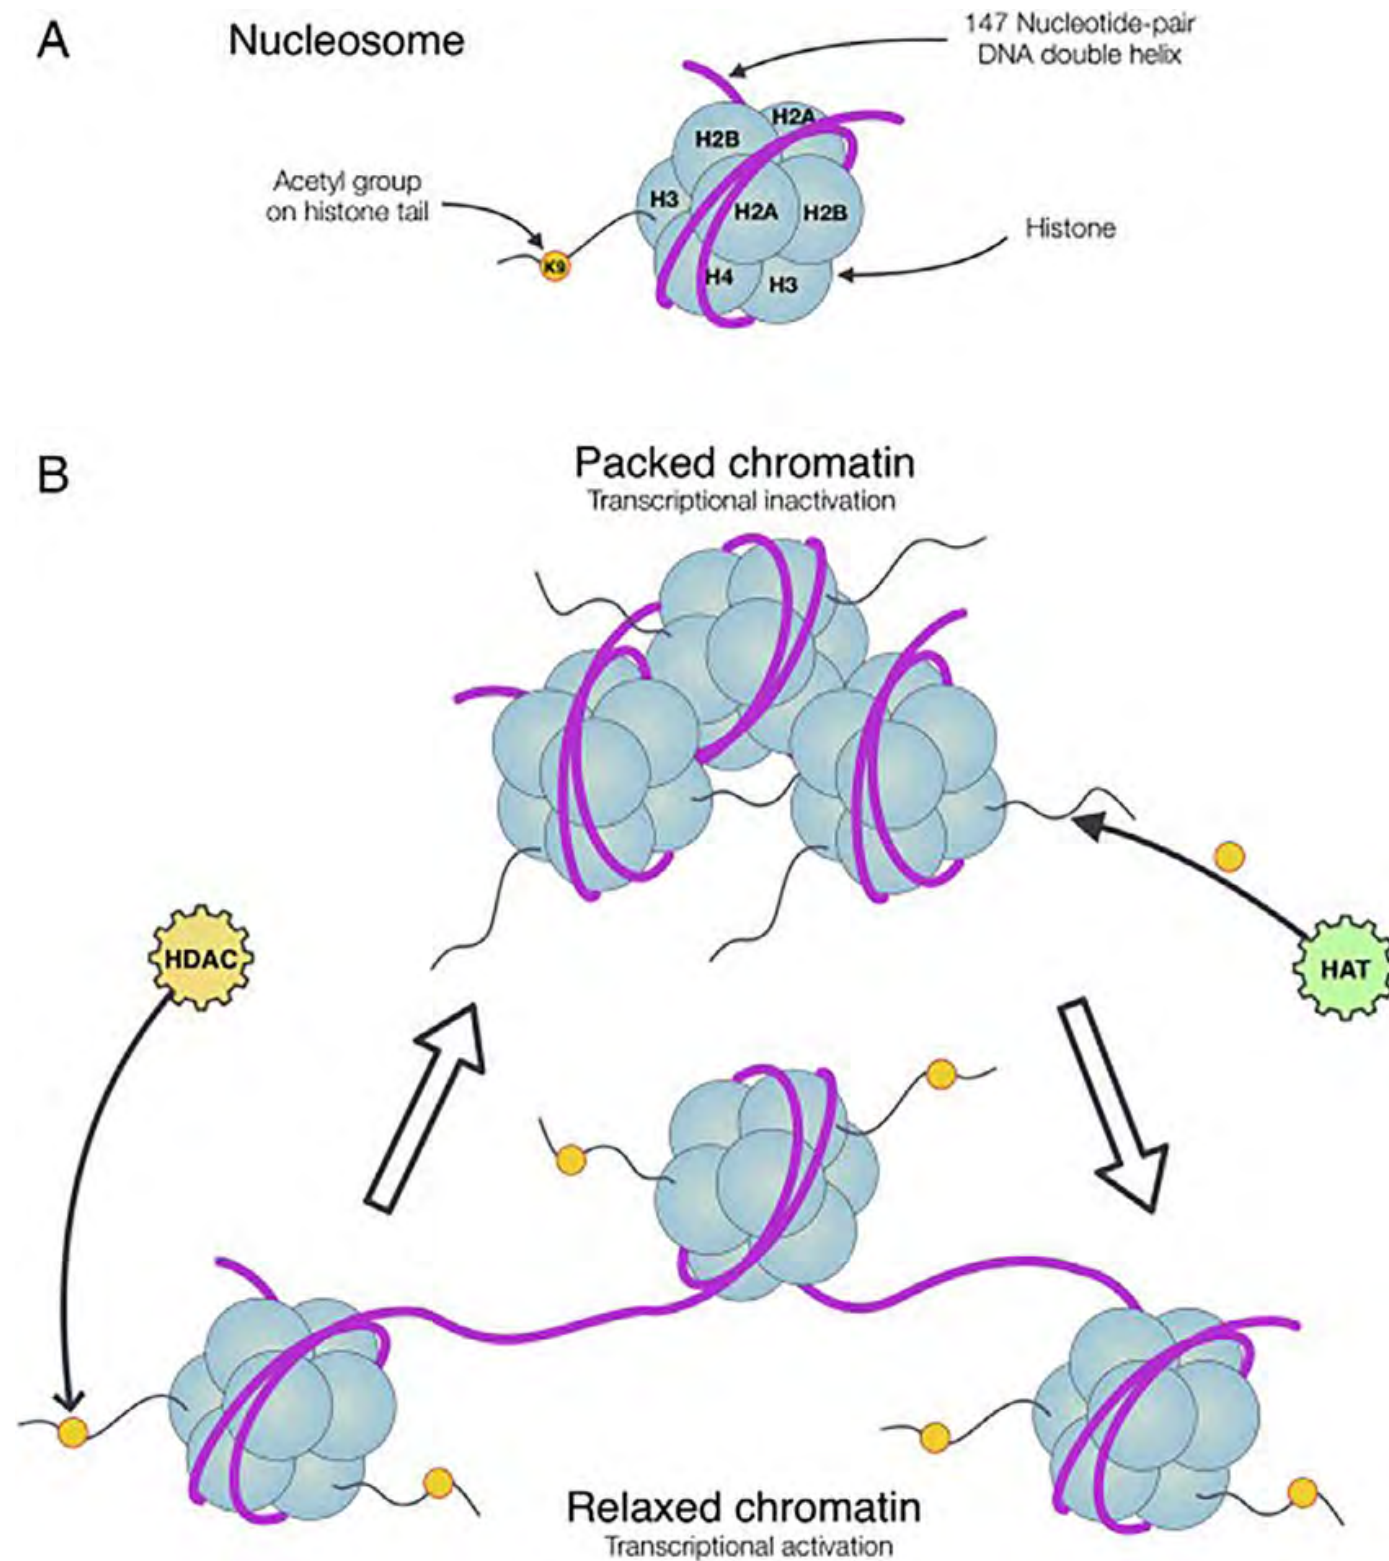 A
Nucleosome
147 Nucleotide-pair
DNA double helix
H2A
H2B
Acetyl group
on histone tail
H3
H2A
H2B
Histone
K9
H4
H3
B
Packed chromatin
Transcriptional inactivation
HDAC
HAT
Relaxed chromatin
Transcriptional activation